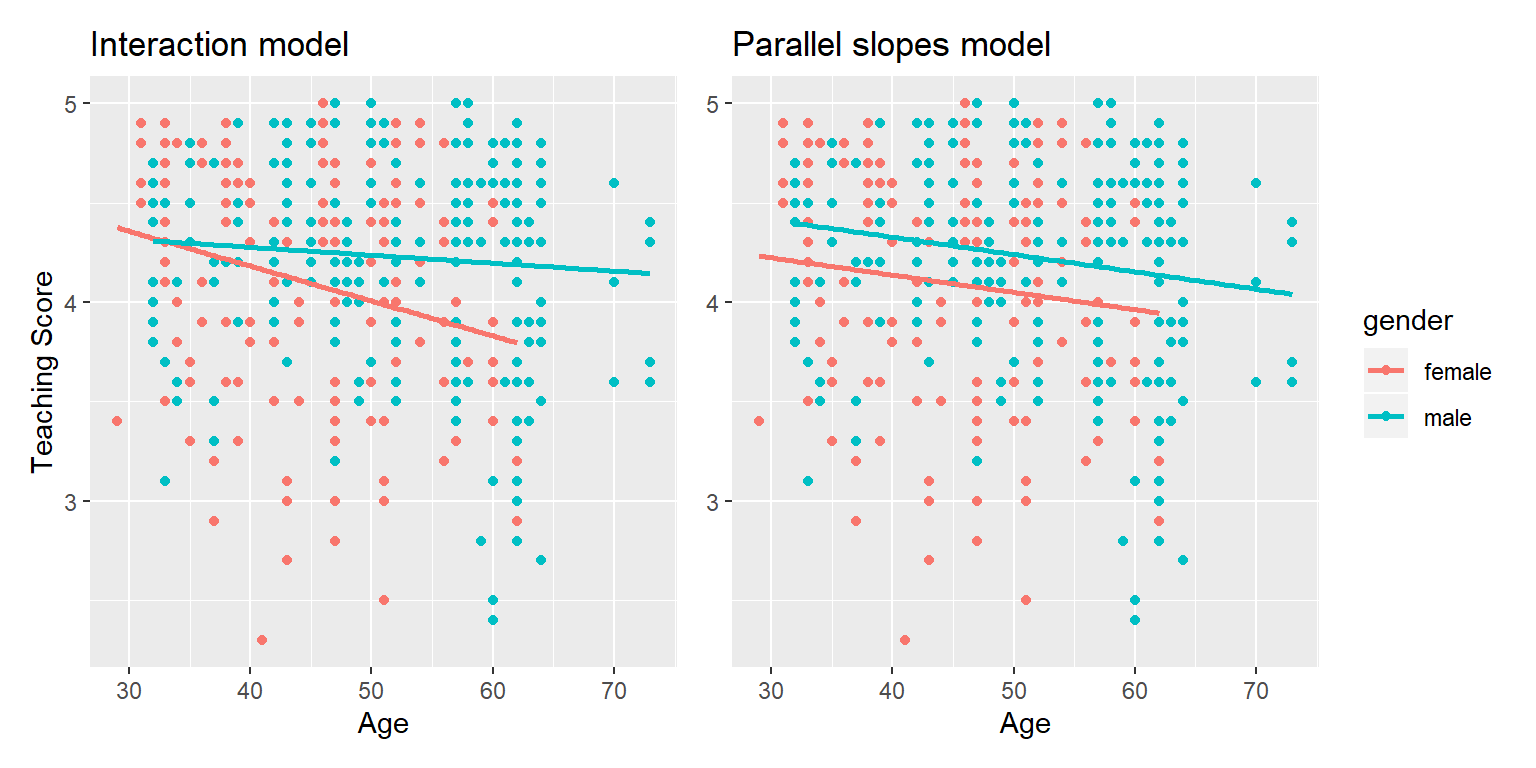 Interaction model
Parallel slopes model
Teaching Score
5
4
3
30 40 50 60 70
Age
5
4
3
30 40 50 60 70
Age
gender
female
male